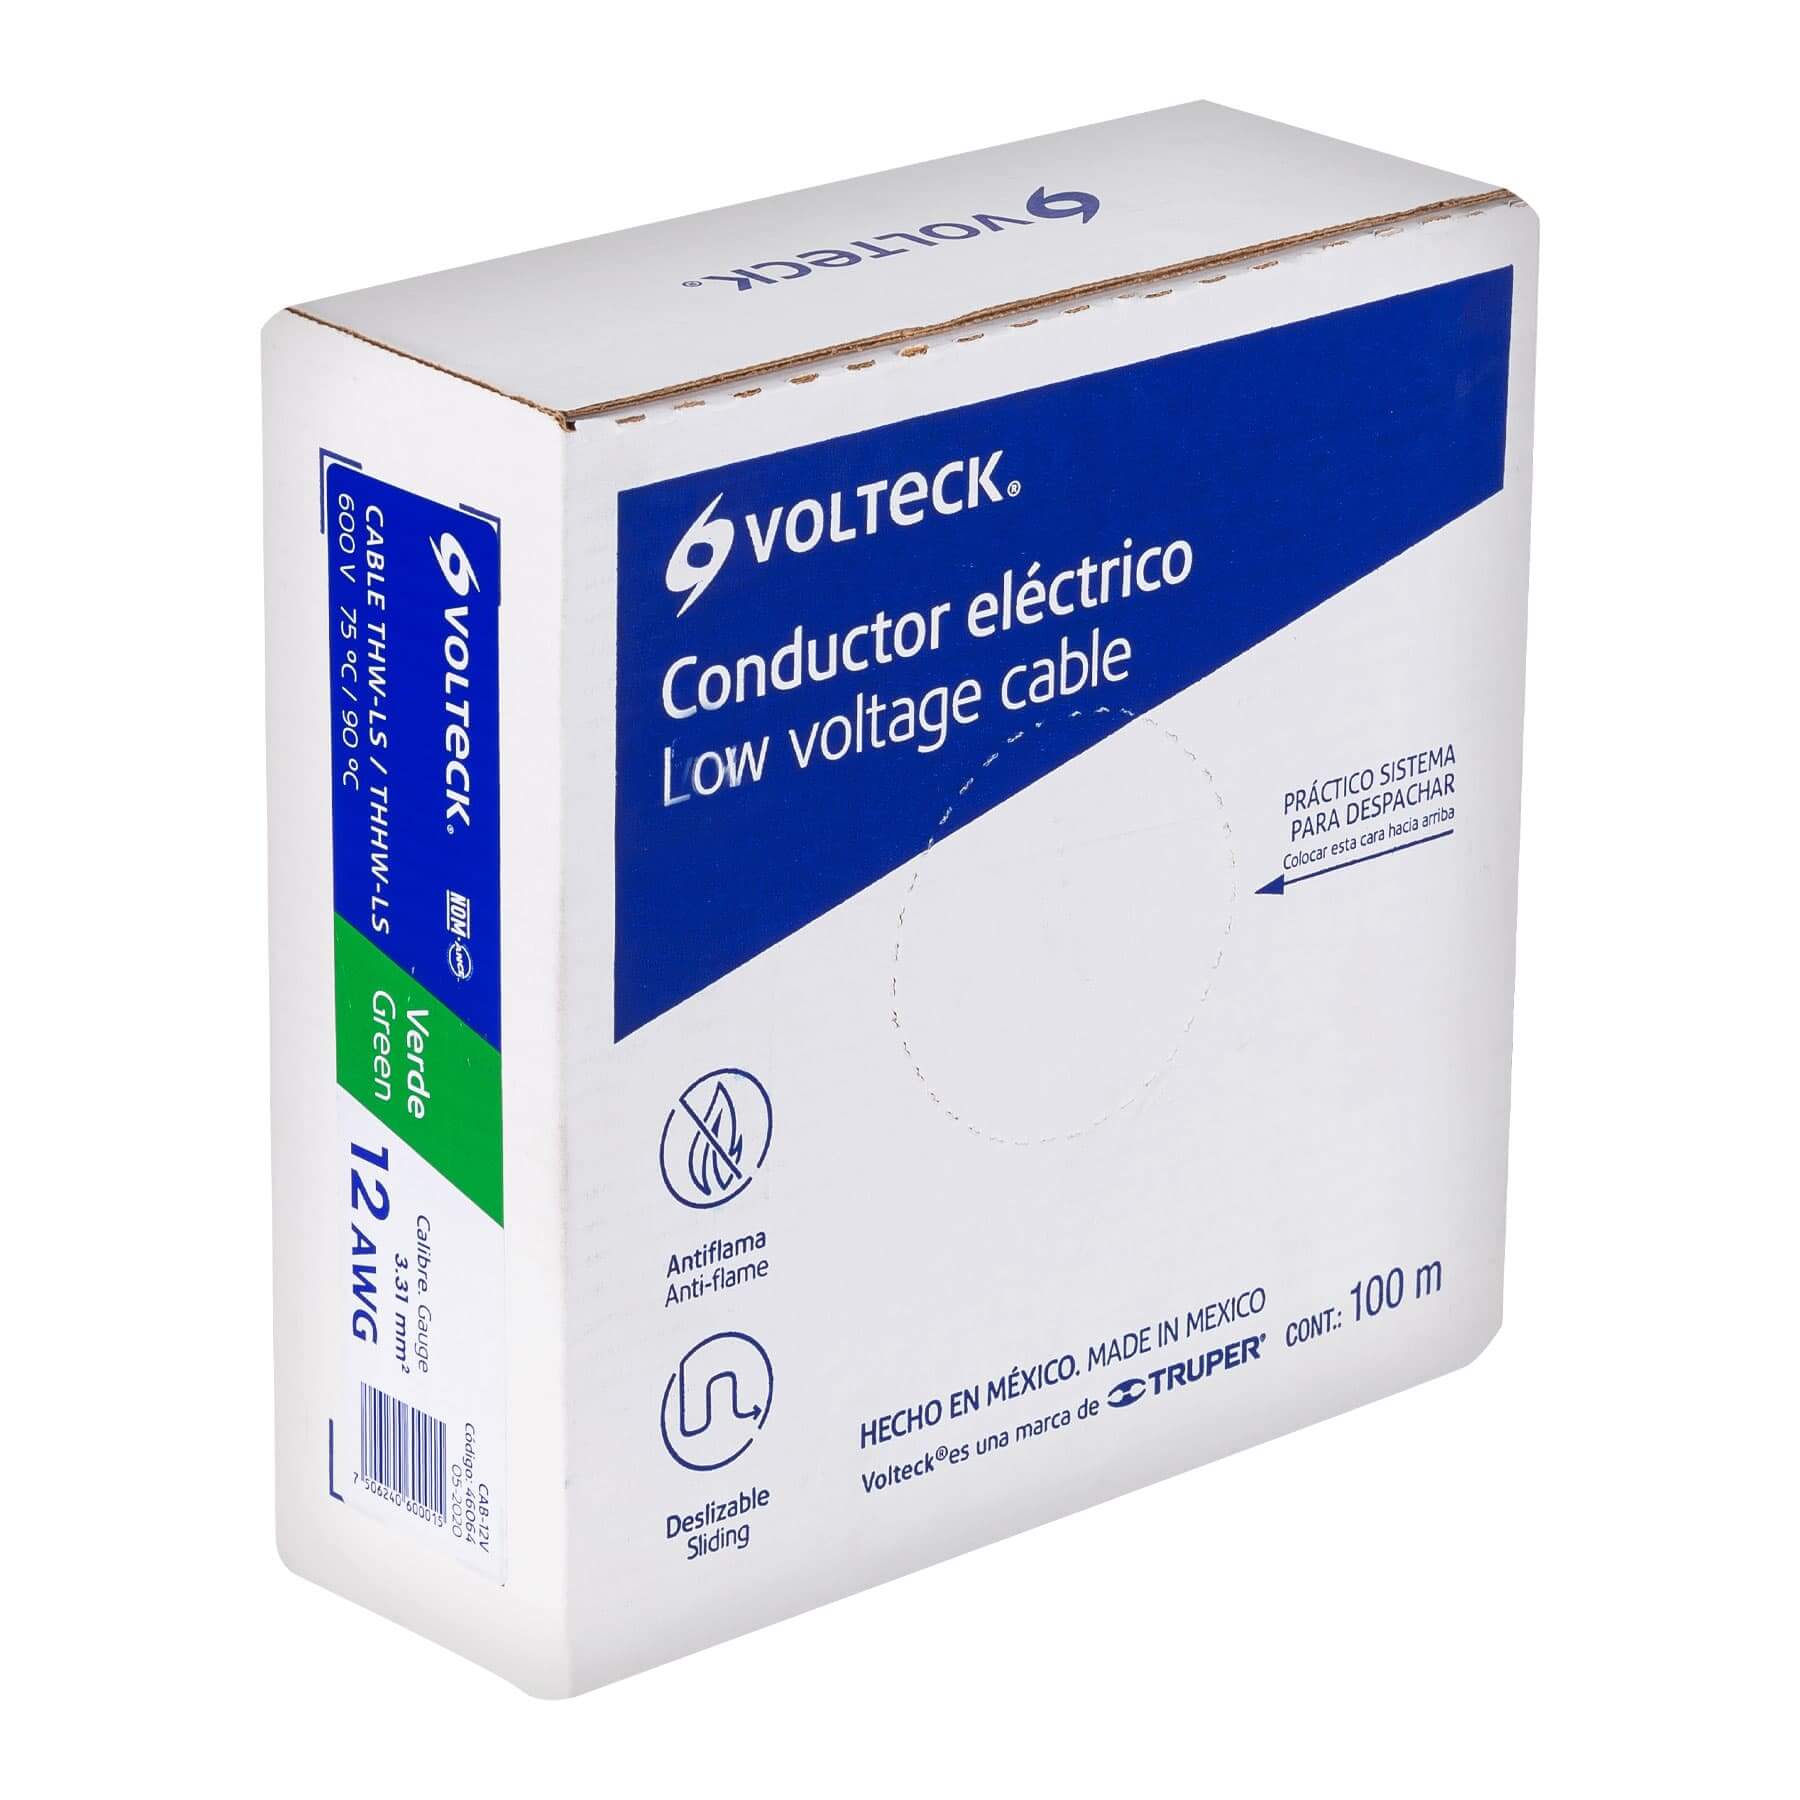 VOLTECK®
VOLTECK®
Conductor eléctrico
Low voltage cable
PRÁCTICO SISTEMA
PARA DESPACHAR
Colocar esta cara hacia arriba
Antiflama
Anti-flame
Deslizable
Sliding
HECHO EN MÉXICO. MADE IN MEXICO
Volteck® es una marca de TRUPER®
CONT.: 100 m
VOLTECK®
NOM-ANCE
CABLE THW-LS / THHW-LS
600 V 75 °C / 90 °C
Verde
Green
Calibre. Gauge
3.31 mm²
12 AWG
CAB-12V
Código: 46064
05-2020
7 506240 600015